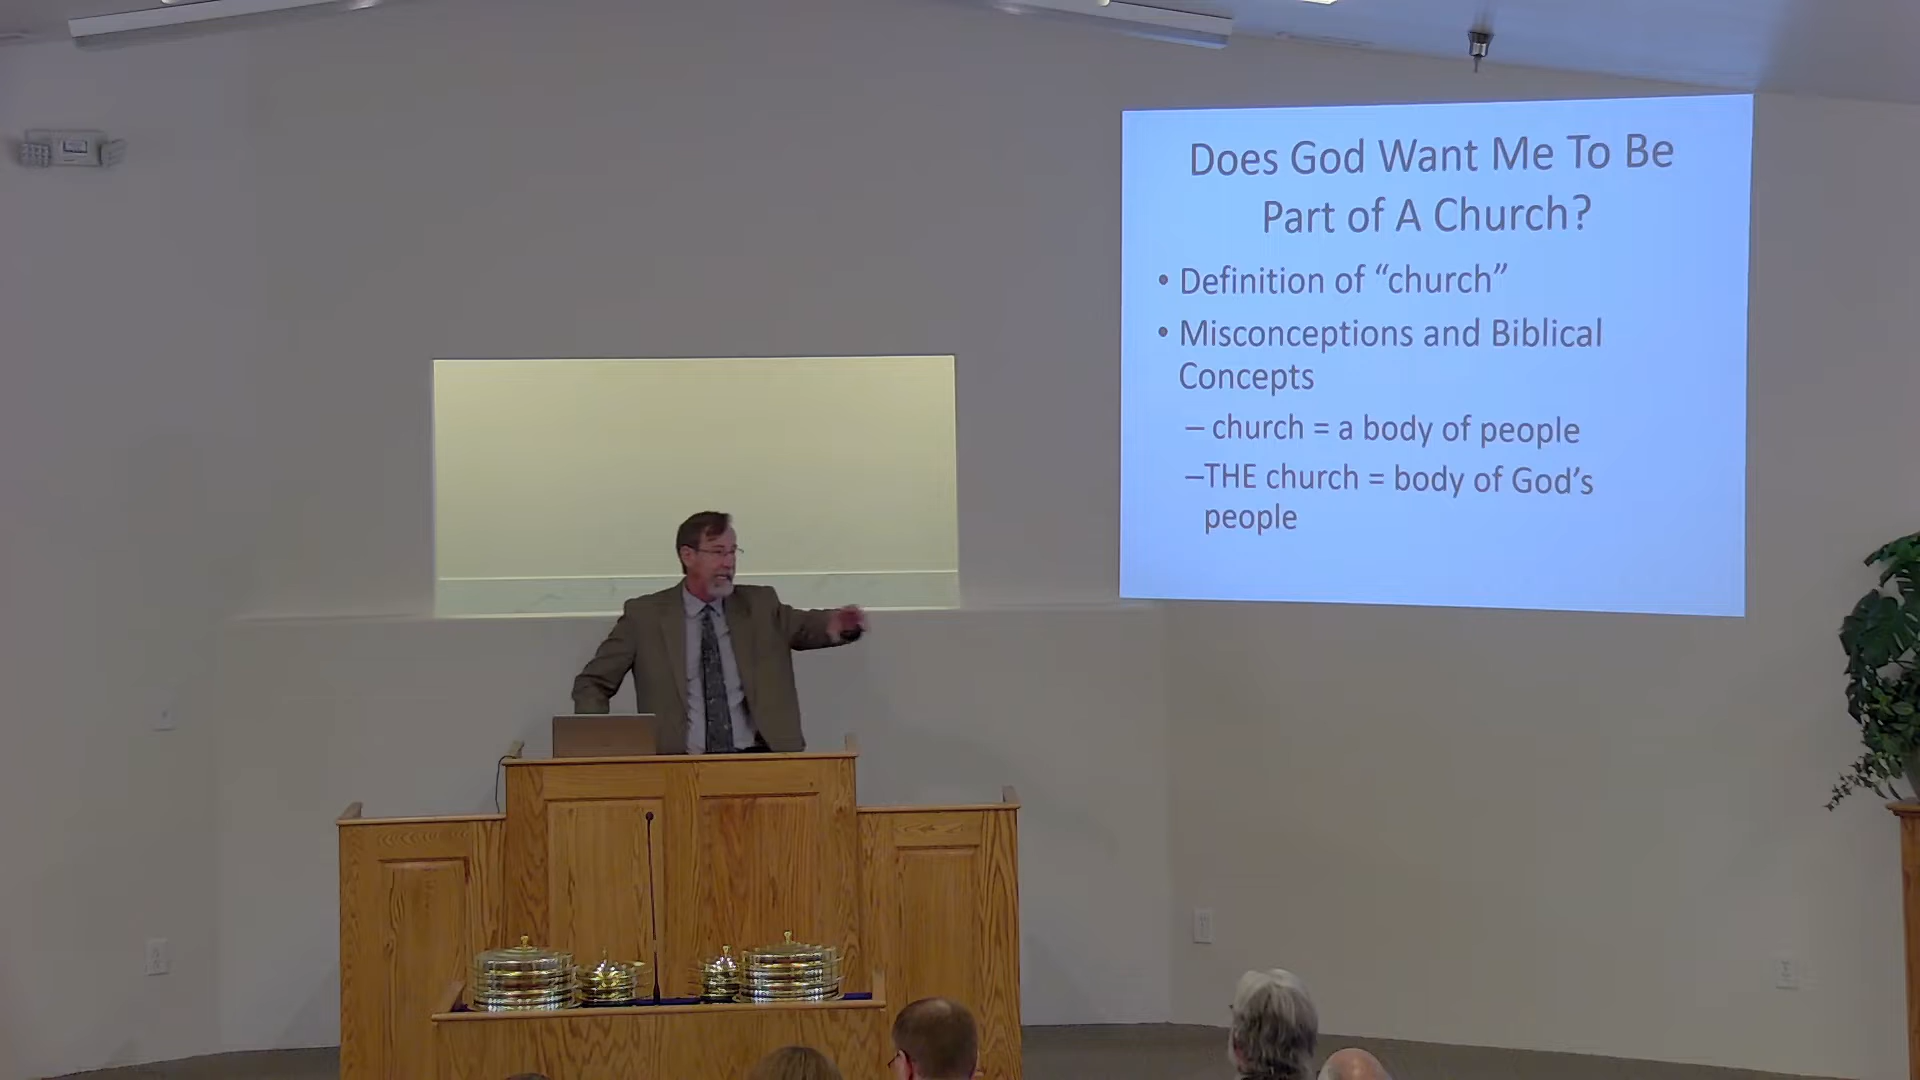 Does God Want Me To Be
Part of A Church?
• Definition of “church”
• Misconceptions and Biblical
Concepts
– church = a body of people
–THE church = body of God’s
people